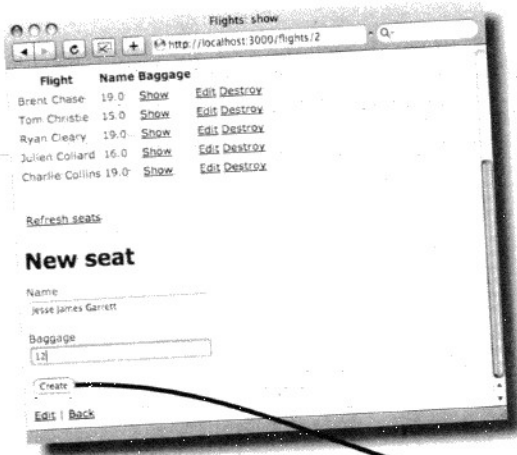 Flights: show
http://localhost:3000/flights/2
Flight Name Baggage
Brent Chase 19.0 Show Edit Destroy
Tom Christie 15.0 Show Edit Destroy
Ryan Cleary 19.0 Show Edit Destroy
Julien Collard 16.0 Show Edit Destroy
Charlie Collins 19.0 Show Edit Destroy
Refresh seats
New seat
Name
Jesse James Garrett
Baggage
12
Create
Edit | Back